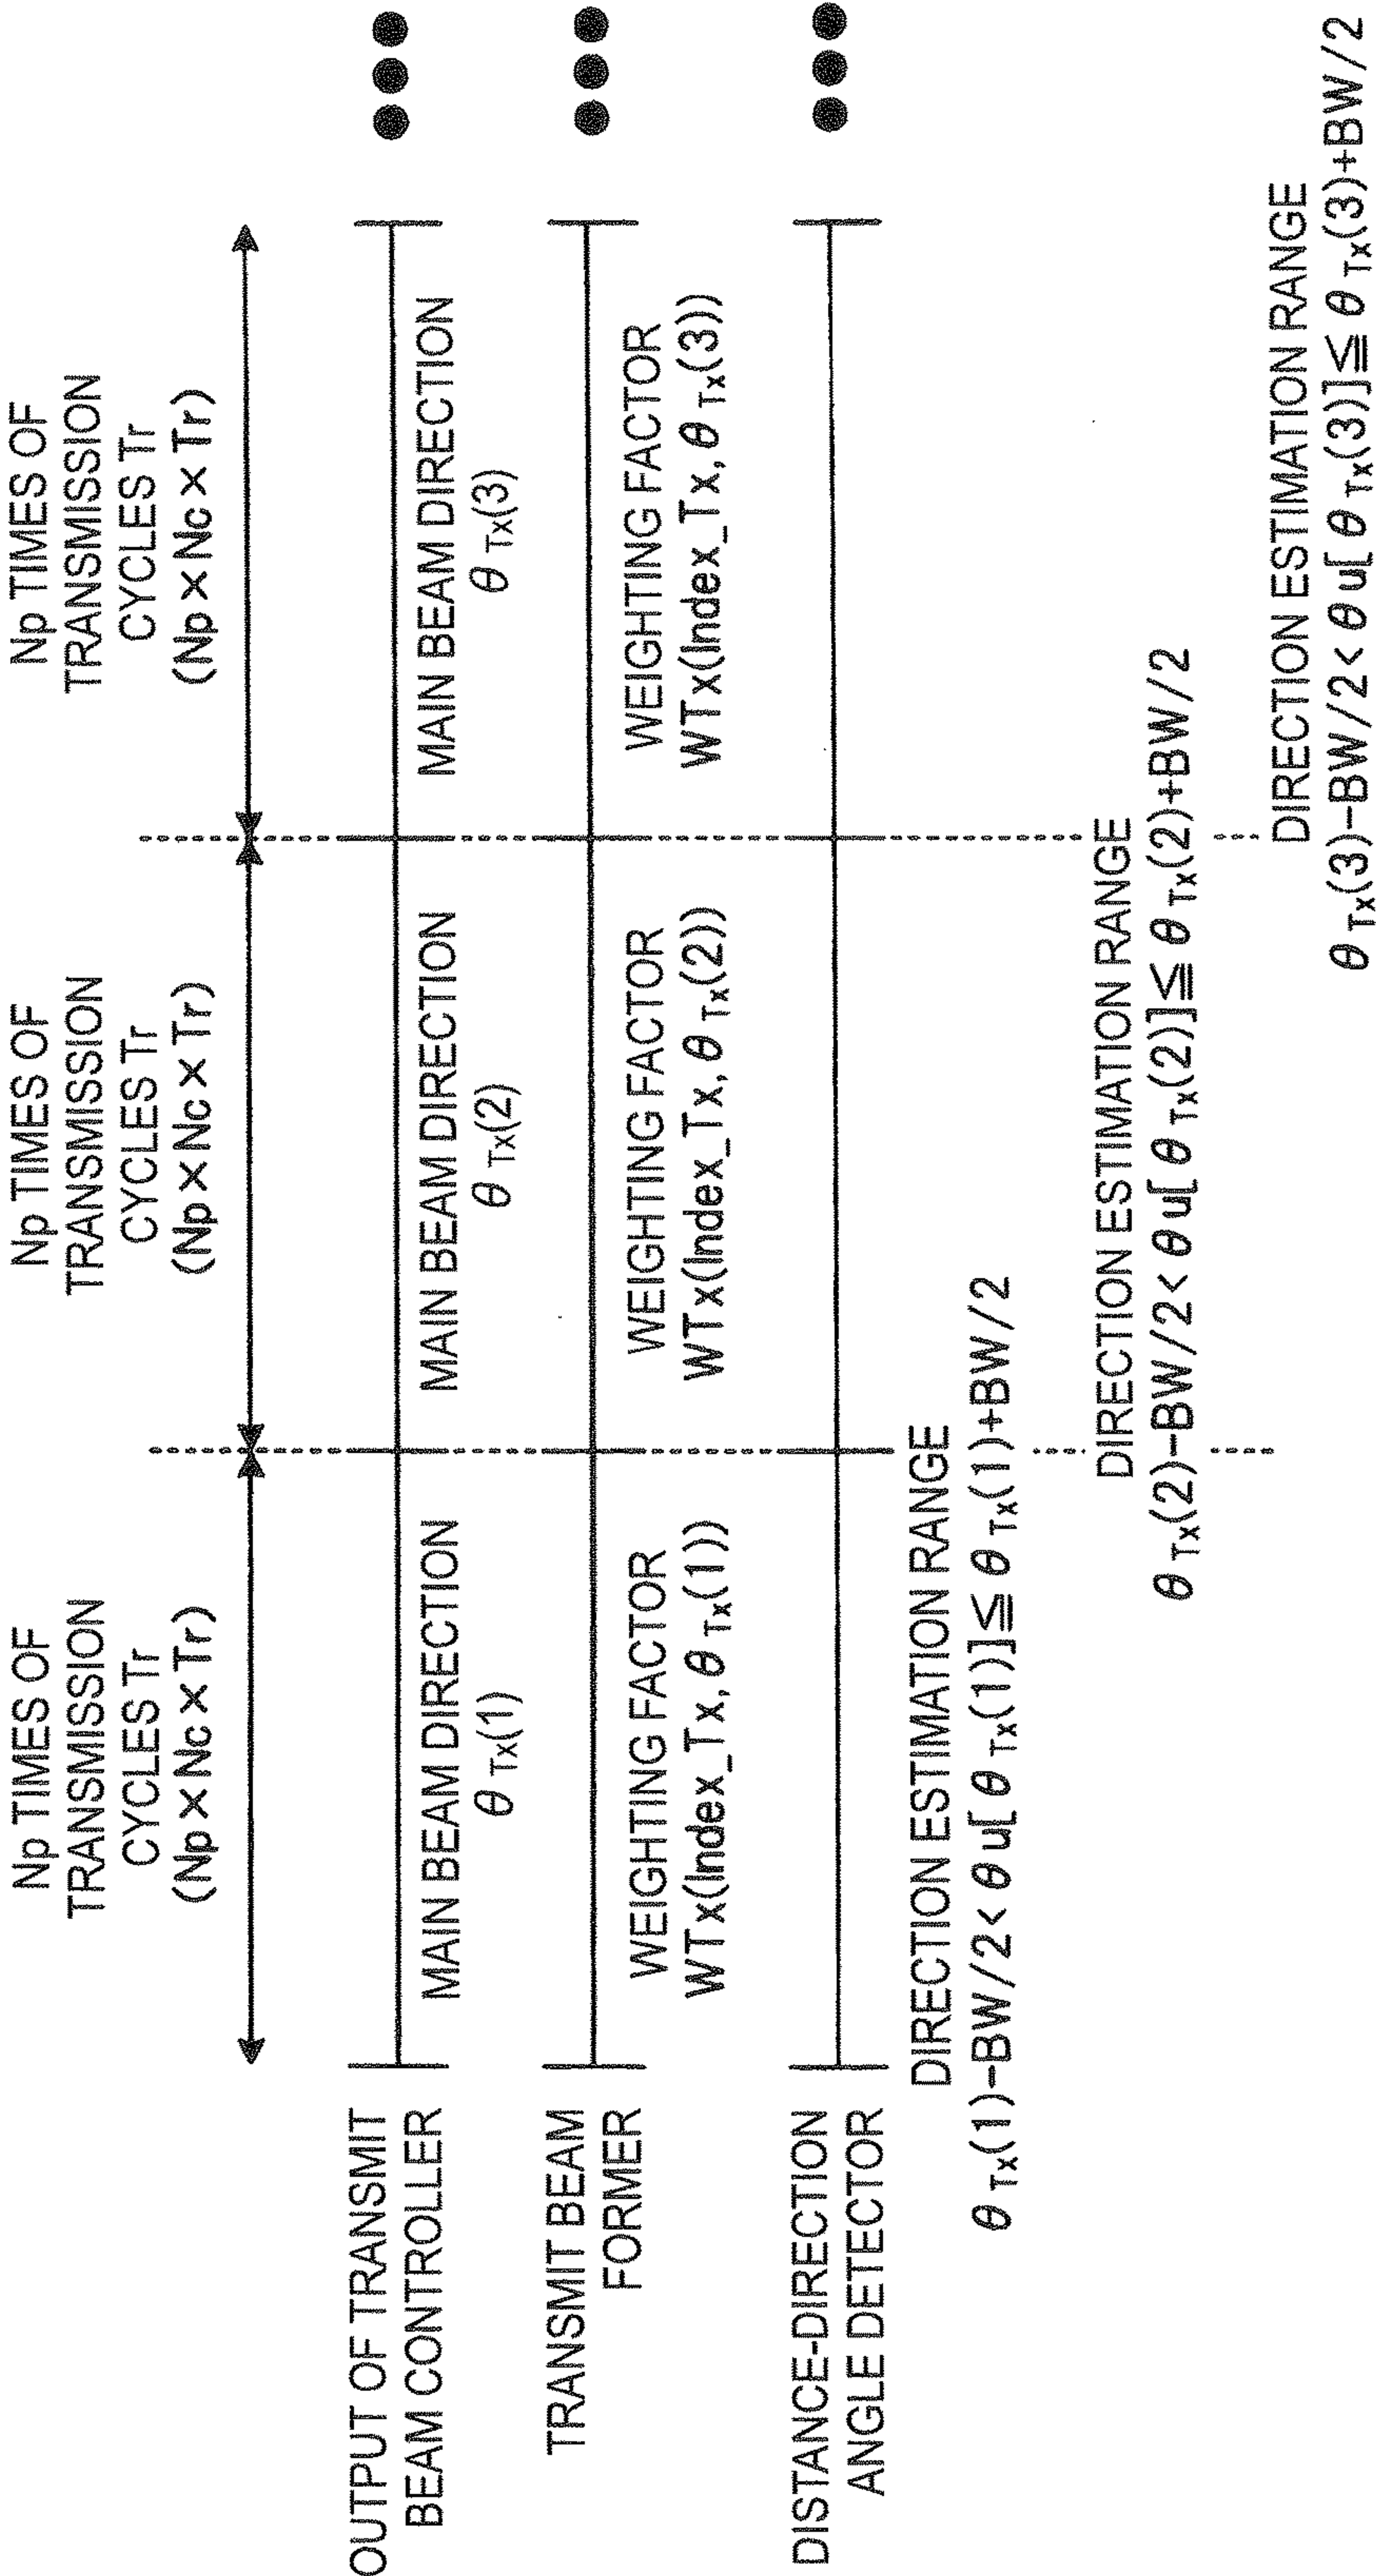 Np TIMES OF
TRANSMISSION
CYCLES Tr
(Np×Nc×Tr)
Np TIMES OF
TRANSMISSION
CYCLES Tr
(Np×Nc×Tr)
Np TIMES OF
TRANSMISSION
CYCLES Tr
(Np×Nc×Tr)
OUTPUT OF TRANSMIT
BEAM CONTROLLER
MAIN BEAM DIRECTION
θTx(1)
MAIN BEAM DIRECTION
θTx(2)
MAIN BEAM DIRECTION
θTx(3)
TRANSMIT BEAM
FORMER
WEIGHTING FACTOR
WTx(Index_Tx, θTx(1))
WEIGHTING FACTOR
WTx(Index_Tx, θTx(2))
WEIGHTING FACTOR
WTx(Index_Tx, θTx(3))
DISTANCE-DIRECTION
ANGLE DETECTOR
DIRECTION ESTIMATION RANGE
θTx(1)-BW/2< θu[ θTx(1)]≦ θTx(1)+BW/2
DIRECTION ESTIMATION RANGE
θTx(2)-BW/2< θu[ θTx(2)]≦ θTx(2)+BW/2
DIRECTION ESTIMATION RANGE
θTx(3)-BW/2< θu[ θTx(3)]≦ θTx(3)+BW/2